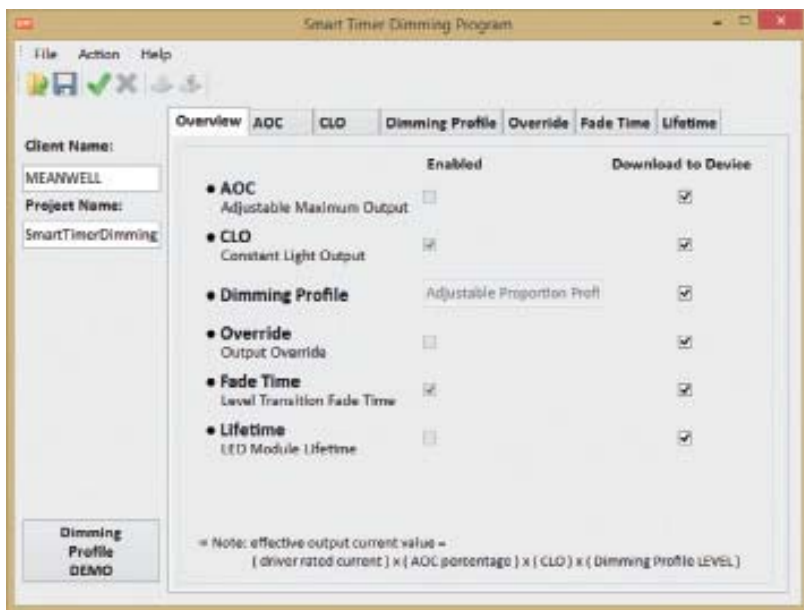 Smart Timer Dimming Program
File Action Help
Overview AOC CLO Dimming Profile Override Fade Time Lifetime
Client Name:
MEANWELL
Project Name:
SmartTimerDimming
Enabled Download to Device
• AOC
Adjustable Maximum Output
• CLO
Constant Light Output
• Dimming Profile Adjustable Proportion Profi
• Override
Output Override
• Fade Time
Level Transition Fade Time
• Lifetime
LED Module Lifetime
Dimming
Profile
DEMO
Note: effective output current value =
( driver rated current ) x ( AOC percentage ) x ( CLO ) x ( Dimming Profile LEVEL )